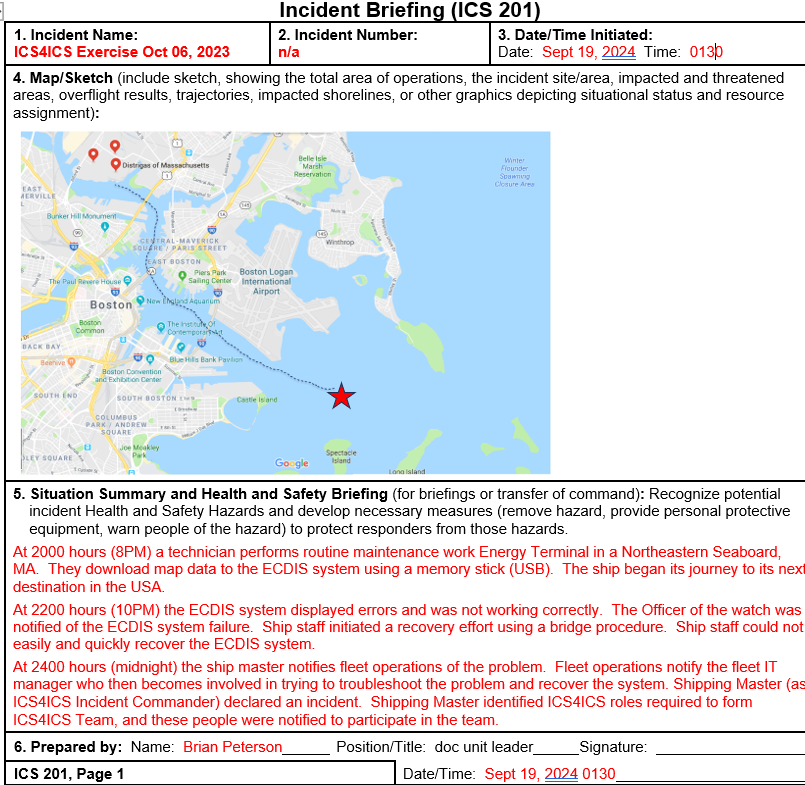 Incident Briefing (ICS 201)
1. Incident Name:
ICS4ICS Exercise Oct 06, 2023
2. Incident Number:
n/a
3. Date/Time Initiated:
Date: Sept 19, 2024 Time: 0130
4. Map/Sketch (include sketch, showing the total area of operations, the incident site/area, impacted and threatened
areas, overflight results, trajectories, impacted shorelines, or other graphics depicting situational status and resource
assignment):
Distrigas of Massachusetts
Belle Isle
Marsh
Reservation
Winter
Flounder
Spawning
Closure Area
EAST
MERVILLE
Bunker Hill Monument
CENTRAL-MAVERICK
SQUARE / PARIS STREET
EAST BOSTON
Winthrop
The Paul Revere House
Piers Park
Sailing Center
Boston Logan
International
Airport
Boston
New England Aquarium
Boston
Common
The Institute Of
Contemporary Art
BACK BAY
Blue Hills Bank Pavilion
Beehive
Boston Convention
and Exhibition Center
SOUTH END
SOUTH BOSTON
Castle Island
COLUMBUS
PARK / ANDREW
SQUARE
Joe Moakley
Park
DLEY SQUARE
Google
Spectacle
Island
Long Island
5. Situation Summary and Health and Safety Briefing (for briefings or transfer of command): Recognize potential
incident Health and Safety Hazards and develop necessary measures (remove hazard, provide personal protective
equipment, warn people of the hazard) to protect responders from those hazards.
At 2000 hours (8PM) a technician performs routine maintenance work Energy Terminal in a Northeastern Seaboard,
MA. They download map data to the ECDIS system using a memory stick (USB). The ship began its journey to its next
destination in the USA.
At 2200 hours (10PM) the ECDIS system displayed errors and was not working correctly. The Officer of the watch was
notified of the ECDIS system failure. Ship staff initiated a recovery effort using a bridge procedure. Ship staff could not
easily and quickly recover the ECDIS system.
At 2400 hours (midnight) the ship master notifies fleet operations of the problem. Fleet operations notify the fleet IT
manager who then becomes involved in trying to troubleshoot the problem and recover the system. Shipping Master (as
ICS4ICS Incident Commander) declared an incident. Shipping Master identified ICS4ICS roles required to form
ICS4ICS Team, and these people were notified to participate in the team.
6. Prepared by: Name: Brian Peterson______ Position/Title: doc unit leader______ Signature: ____________________
ICS 201, Page 1
Date/Time: Sept 19, 2024 0130____________________